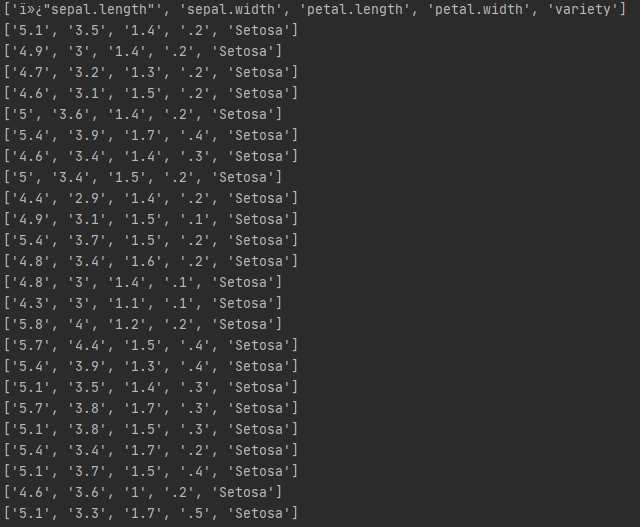 ['ï»¿"sepal.length"', 'sepal.width', 'petal.length', 'petal.width', 'variety']
['5.1', '3.5', '1.4', '.2', 'Setosa']
['4.9', '3', '1.4', '.2', 'Setosa']
['4.7', '3.2', '1.3', '.2', 'Setosa']
['4.6', '3.1', '1.5', '.2', 'Setosa']
['5', '3.6', '1.4', '.2', 'Setosa']
['5.4', '3.9', '1.7', '.4', 'Setosa']
['4.6', '3.4', '1.4', '.3', 'Setosa']
['5', '3.4', '1.5', '.2', 'Setosa']
['4.4', '2.9', '1.4', '.2', 'Setosa']
['4.9', '3.1', '1.5', '.1', 'Setosa']
['5.4', '3.7', '1.5', '.2', 'Setosa']
['4.8', '3.4', '1.6', '.2', 'Setosa']
['4.8', '3', '1.4', '.1', 'Setosa']
['4.3', '3', '1.1', '.1', 'Setosa']
['5.8', '4', '1.2', '.2', 'Setosa']
['5.7', '4.4', '1.5', '.4', 'Setosa']
['5.4', '3.9', '1.3', '.4', 'Setosa']
['5.1', '3.5', '1.4', '.3', 'Setosa']
['5.7', '3.8', '1.7', '.3', 'Setosa']
['5.1', '3.8', '1.5', '.3', 'Setosa']
['5.4', '3.4', '1.7', '.2', 'Setosa']
['5.1', '3.7', '1.5', '.4', 'Setosa']
['4.6', '3.6', '1', '.2', 'Setosa']
['5.1', '3.3', '1.7', '.5', 'Setosa']